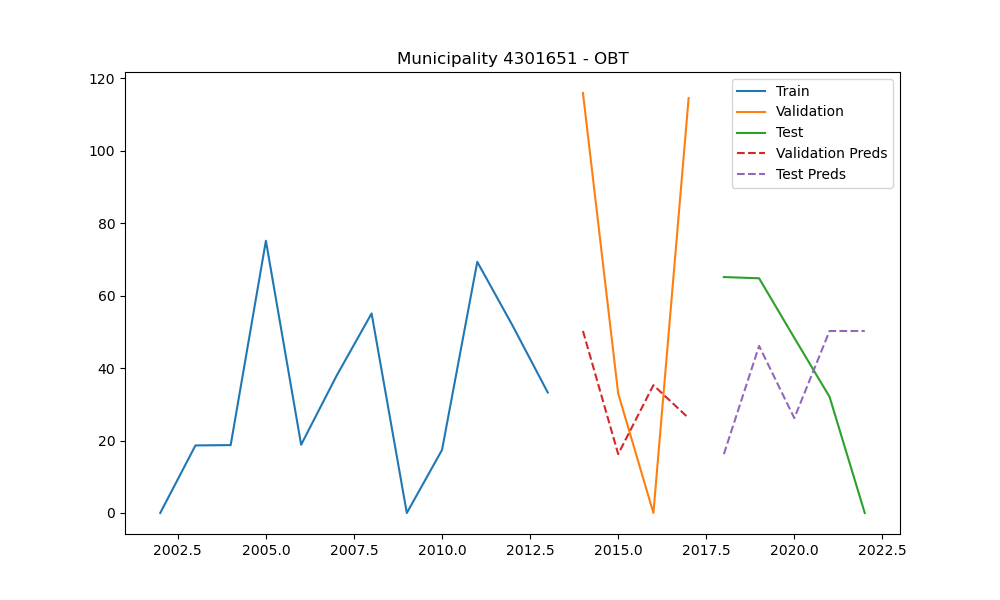 Municipality 4301651 - OBT
120
100
80
60
40
20
0
Train
Validation
Test
Validation Preds
Test Preds
2002.5 2005.0 2007.5 2010.0 2012.5 2015.0 2017.5 2020.0 2022.5